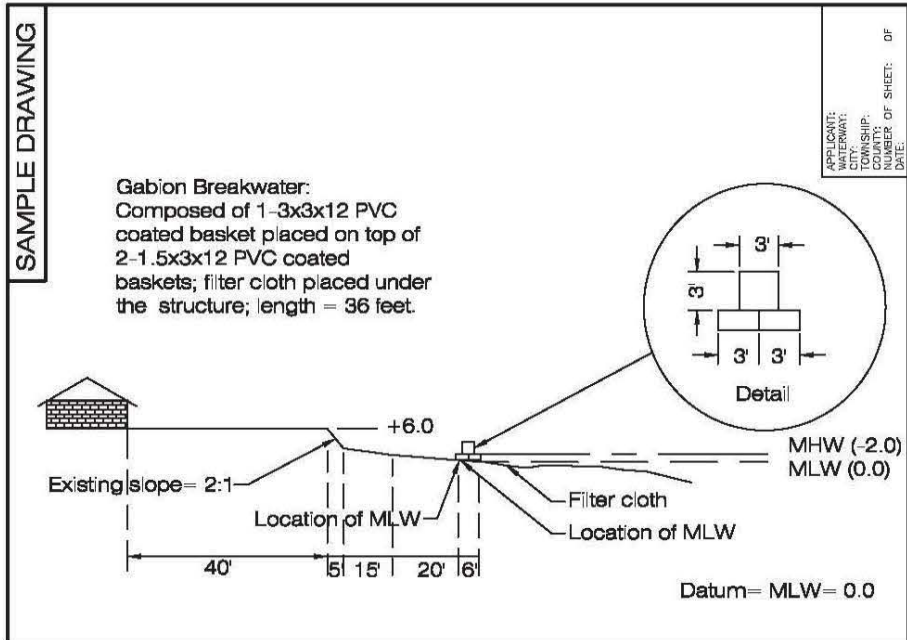 SAMPLE DRAWING
APPLICANT:
WATERWAY:
CITY:
TOWNSHIP:
COUNTY:
NUMBER OF SHEET: OF
DATE:
Gabion Breakwater:
Composed of 1-3x3x12 PVC
coated basket placed on top of
2-1.5x3x12 PVC coated
baskets; filter cloth placed under
the structure; length = 36 feet.
3'
3'
3' 3'
Detail
+6.0
MHW (-2.0)
MLW (0.0)
Existing slope= 2:1
Filter cloth
Location of MLW
Location of MLW
40' 5' 15' 20' 6'
Datum= MLW= 0.0